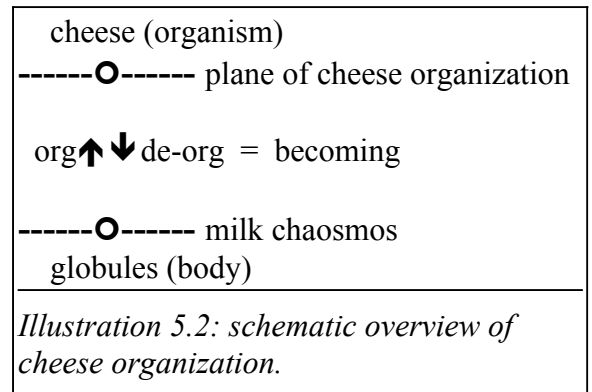 cheese (organism)
------O------ plane of cheese organization
org↑ ↓ de-org = becoming
------O------ milk chaosmos
globules (body)
Illustration 5.2: schematic overview of
cheese organization.